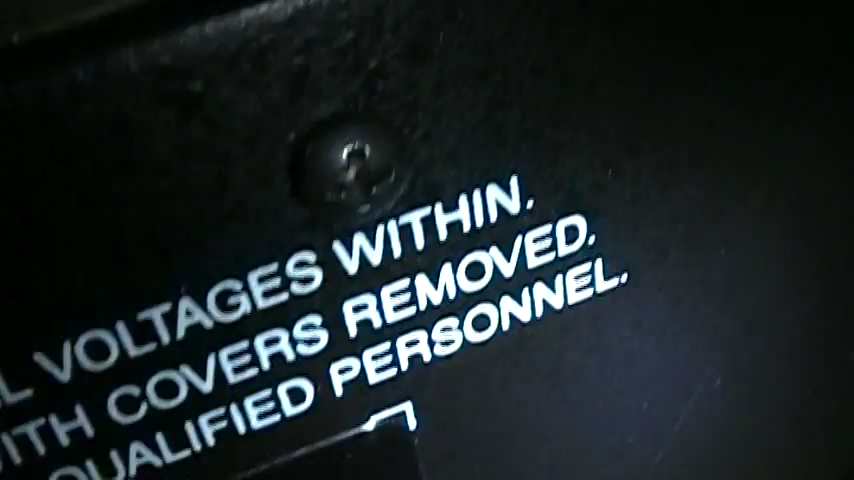 VOLTAGES WITHIN.
COVERS REMOVED.
QUALIFIED PERSONNEL.